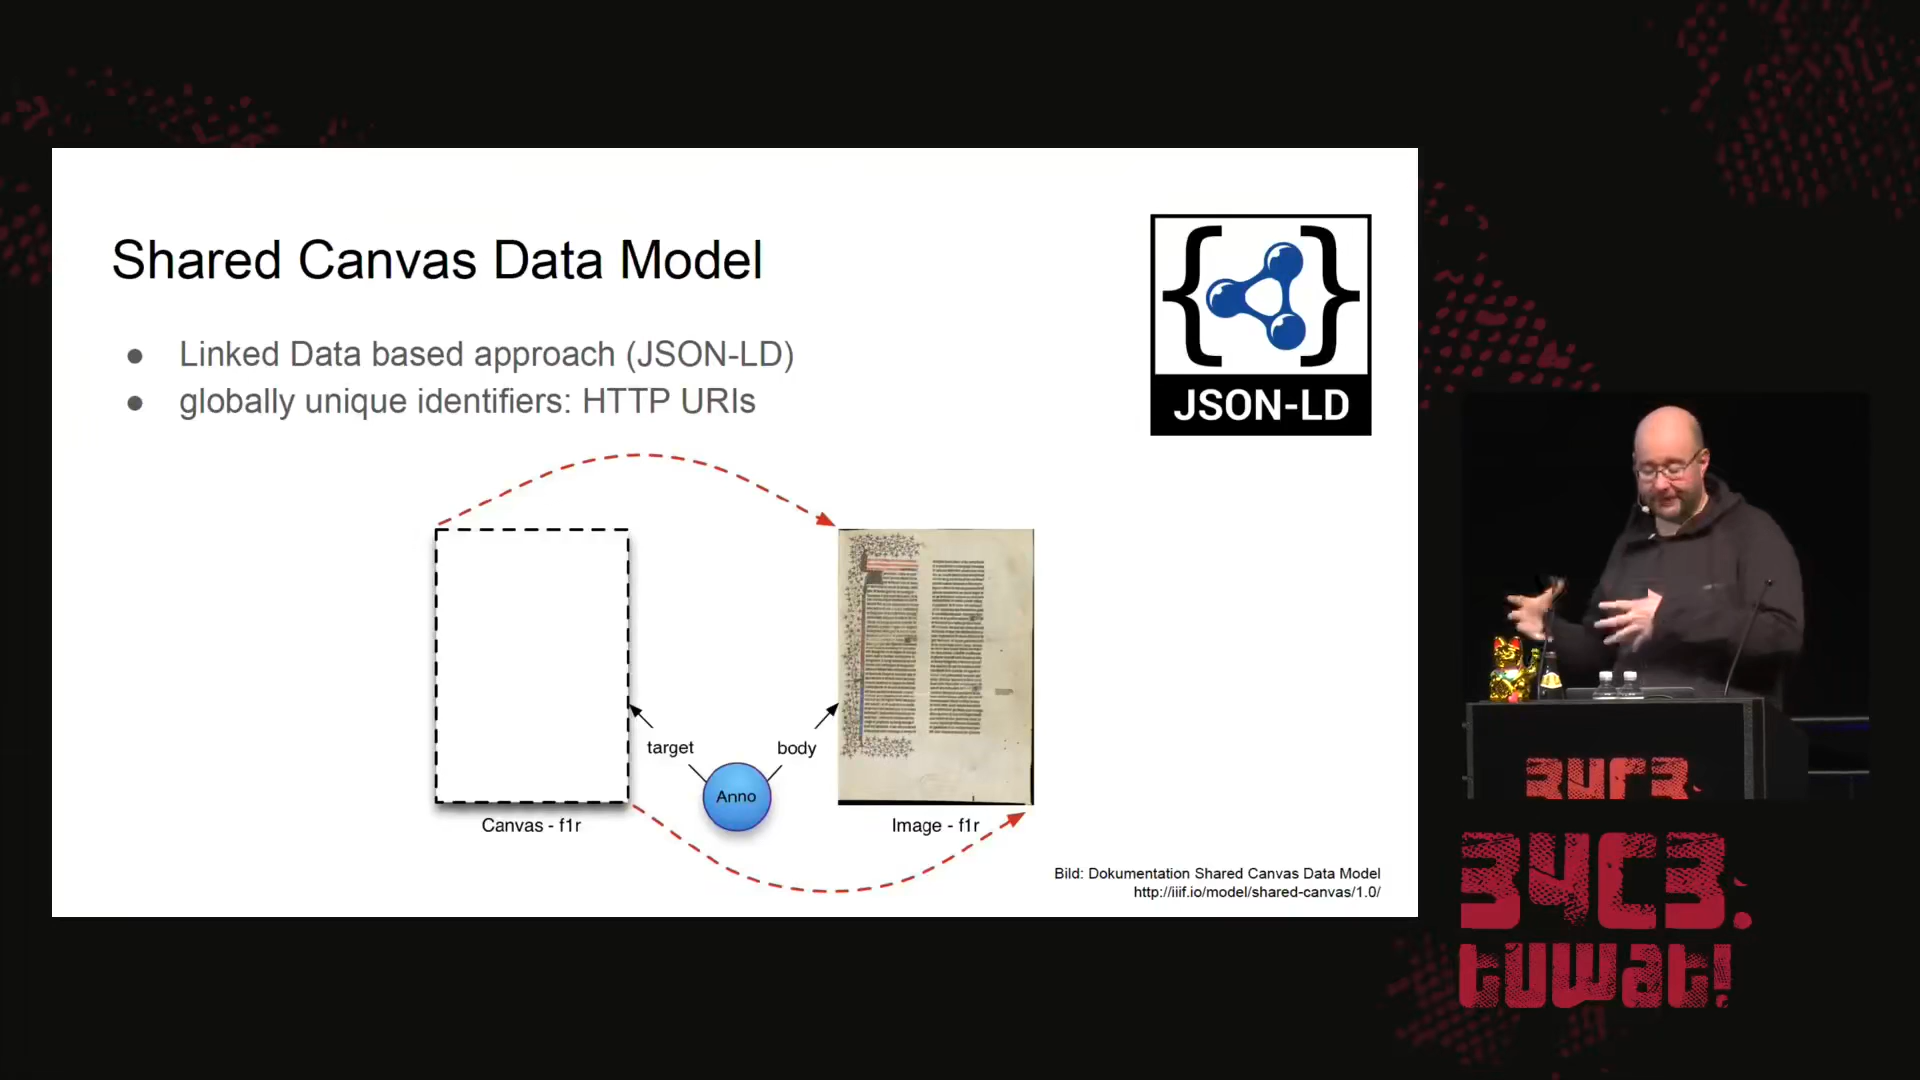 Shared Canvas Data Model
● Linked Data based approach (JSON-LD)
● globally unique identifiers: HTTP URIs
JSON-LD
target
body
Anno
Canvas - f1r
Image - f1r
Bild: Dokumentation Shared Canvas Data Model
http://iiif.io/model/shared-canvas/1.0/
34C3
34C3.
tuwat!